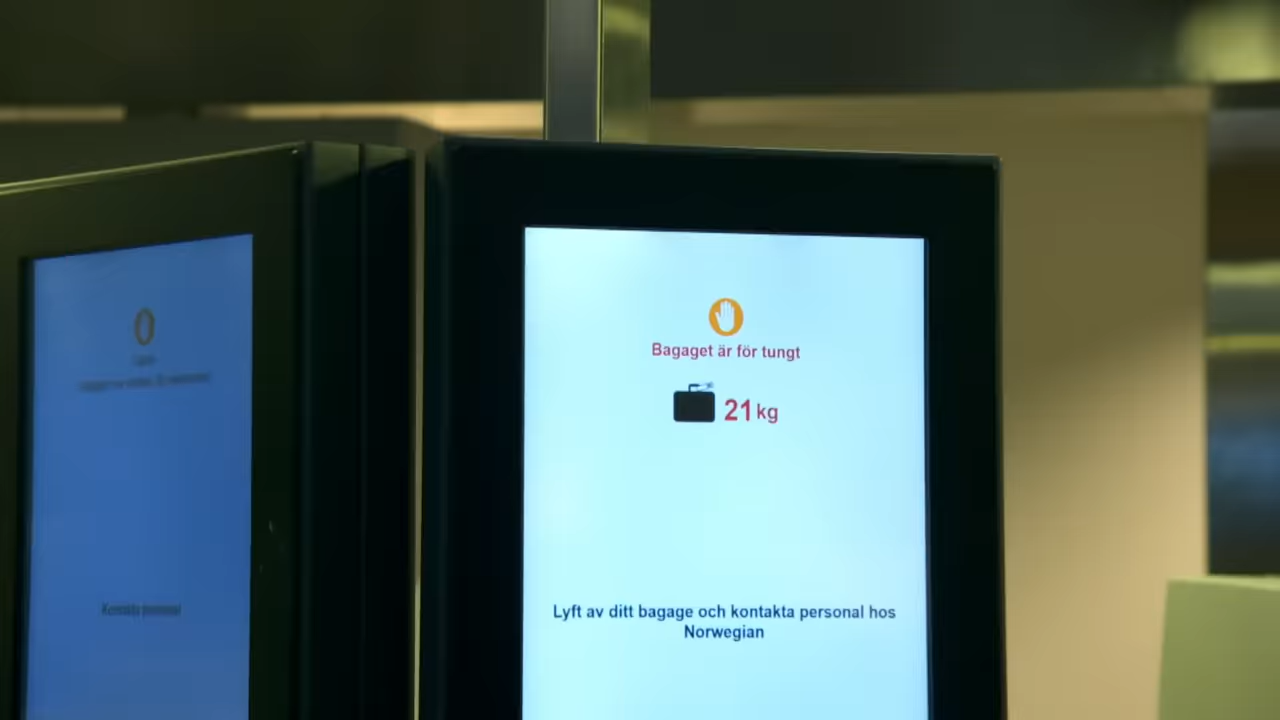 Bagaget är för tungt
21 kg
Lyft av ditt bagage och kontakta personal hos
Norwegian